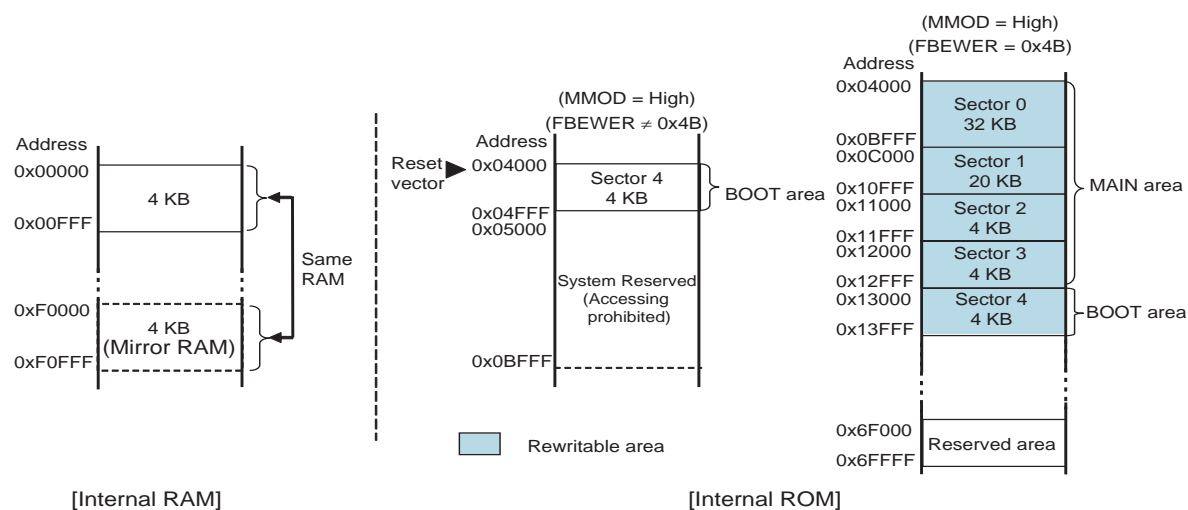 Address
0x00000
4 KB
0x00FFF
Same
RAM
0xF0000
4 KB
(Mirror RAM)
0xF0FFF
[Internal RAM]
(MMOD = High)
(FBEWER ≠ 0x4B)
Address
Reset
vector
0x04000
Sector 4
4 KB
BOOT area
0x04FFF
0x05000
System Reserved
(Accessing
prohibited)
0x0BFFF
Rewritable area
(MMOD = High)
(FBEWER = 0x4B)
Address
0x04000
Sector 0
32 KB
0x0BFFF
0x0C000
Sector 1
20 KB
0x10FFF
MAIN area
0x11000
Sector 2
4 KB
0x11FFF
0x12000
Sector 3
4 KB
0x12FFF
0x13000
Sector 4
4 KB
BOOT area
0x13FFF
0x6F000
Reserved area
0x6FFFF
[Internal ROM]